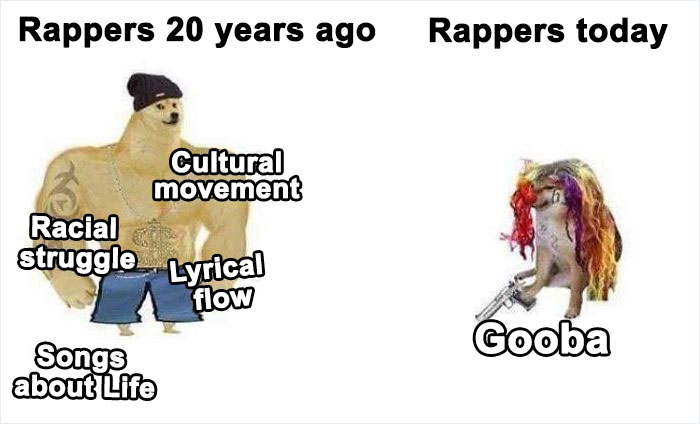 Rappers 20 years ago
Rappers today
Cultural
movement
Racial
struggle
Lyrical
flow
Songs
about Life
Gooba